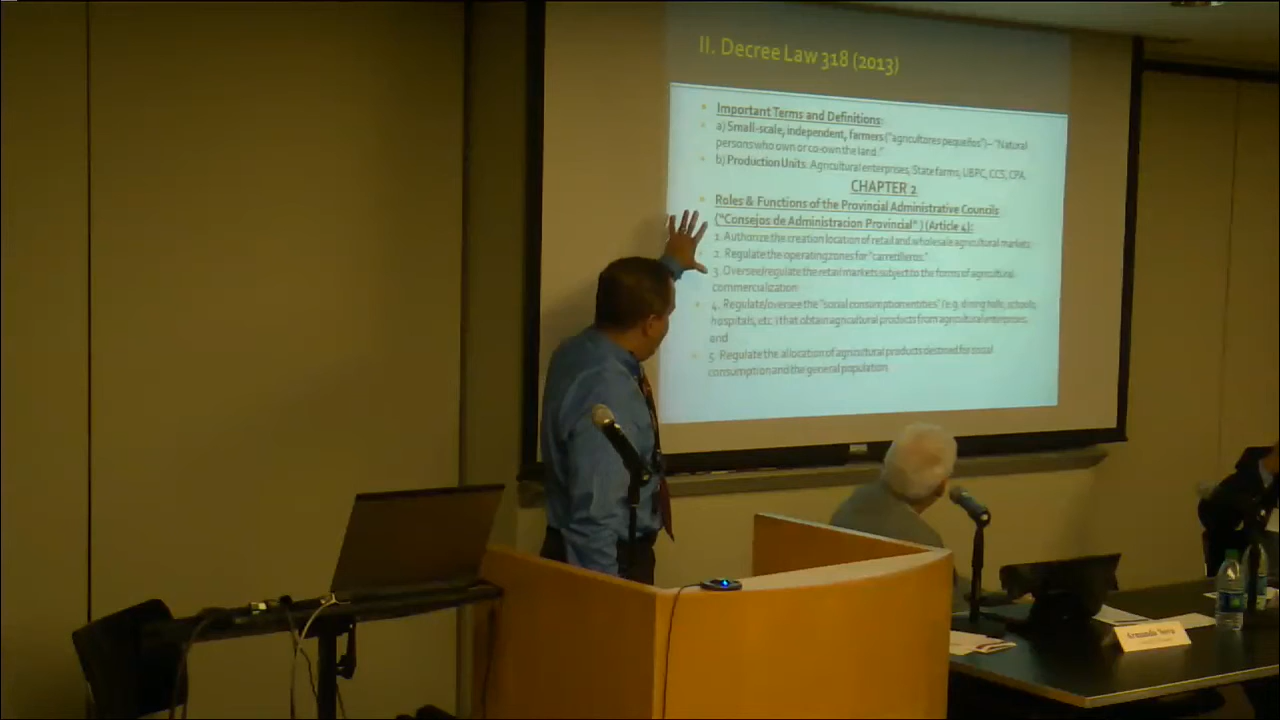 II. Decree Law 318 (2013)
Important Terms and Definitions:
a) Small-scale, independent, farmers ("agricultores pequeños") – "Natural
persons who own or co-own the land."
b) Production Units: Agricultural enterprises, State farms, UBPC, CCS, CPA.
CHAPTER 2
Roles & Functions of the Provincial Administrative Councils
("Consejos de Administracion Provincial" ) (Article 4):
1. Authorize the creation location of retail and wholesale agricultural markets
2. Regulate the operating zones for "carretilleros."
3. Oversee/regulate the retail markets subject to the forms of agricultural
commercialization
4. Regulate/oversee the "social consumption entities" (e.g. dining halls, schools,
hospitals, etc.) that obtain agricultural products from agricultural enterprises,
and
5. Regulate the allocation of agricultural products destined for social
consumption and the general population
Armando Nova